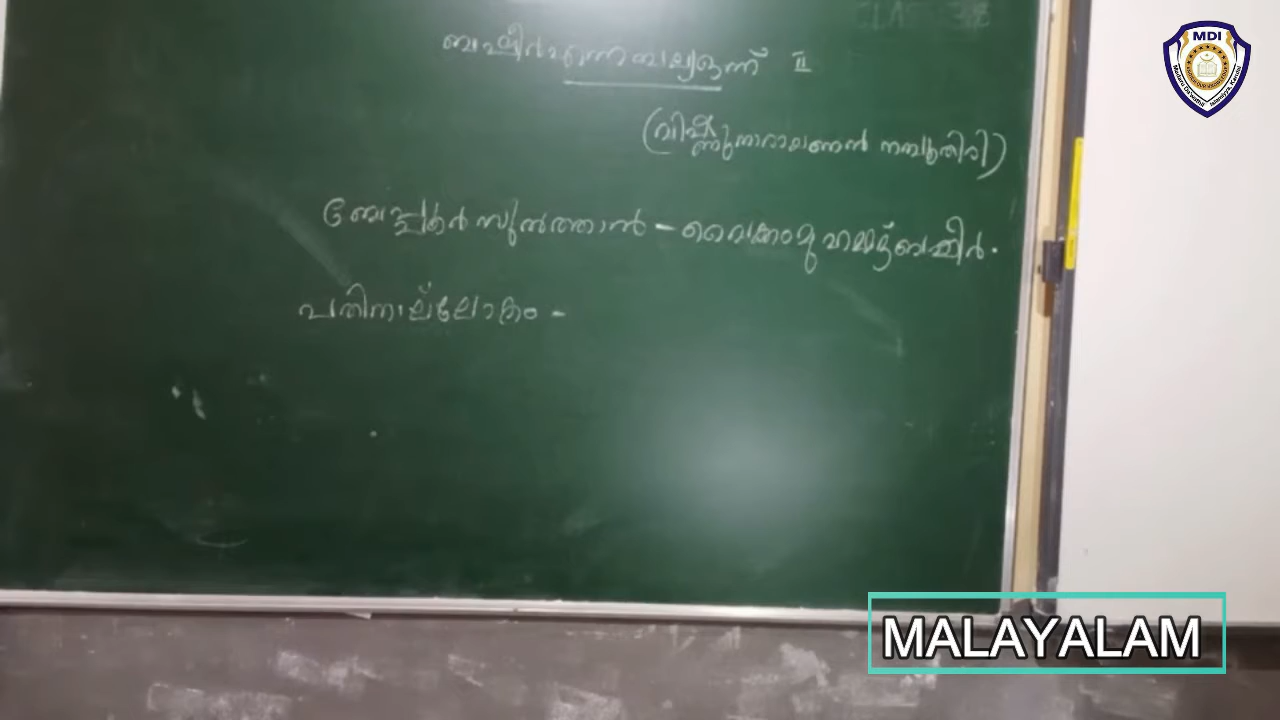 ബഷീർ എന്ന ബല്യ ഒന്ന് II
(വിഷ്ണുനാരായണൻ നമ്പൂതിരി)
ബേപ്പൂർ സുൽത്താൻ - വൈക്കം മുഹമ്മദ് ബഷീർ.
പതിനാല് ലോകം -
MDI
MALAYALAM